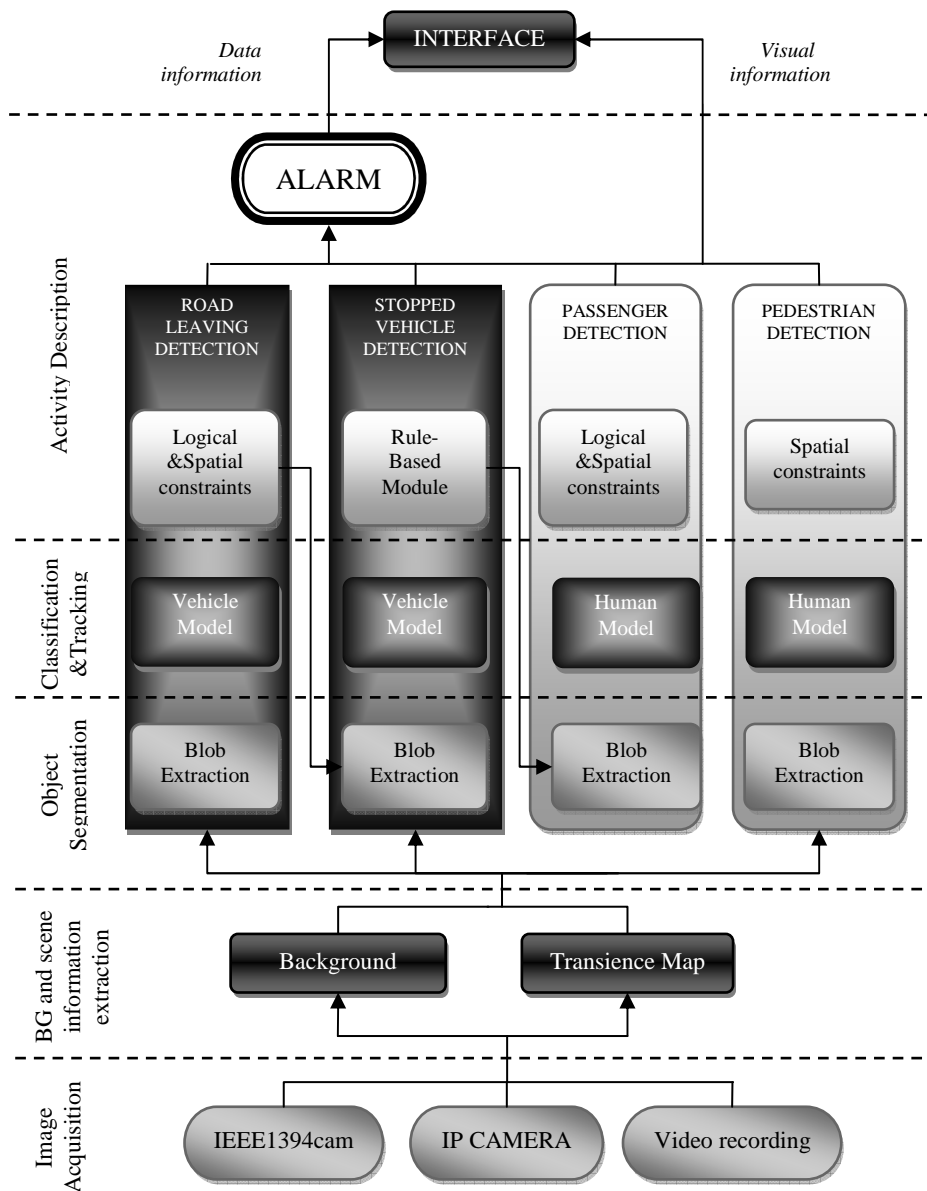 Data
information
INTERFACE
Visual
information
Activity Description
ALARM
ROAD
LEAVING
DETECTION
STOPPED
VEHICLE
DETECTION
PASSENGER
DETECTION
PEDESTRIAN
DETECTION
Logical
&Spatial
constraints
Rule-
Based
Module
Logical
&Spatial
constraints
Spatial
constraints
Classification
&Tracking
Vehicle
Model
Vehicle
Model
Human
Model
Human
Model
Object
Segmentation
Blob
Extraction
Blob
Extraction
Blob
Extraction
Blob
Extraction
BG and scene
information
extraction
Background
Transience Map
Image
Acquisition
IEEE1394cam
IP CAMERA
Video recording